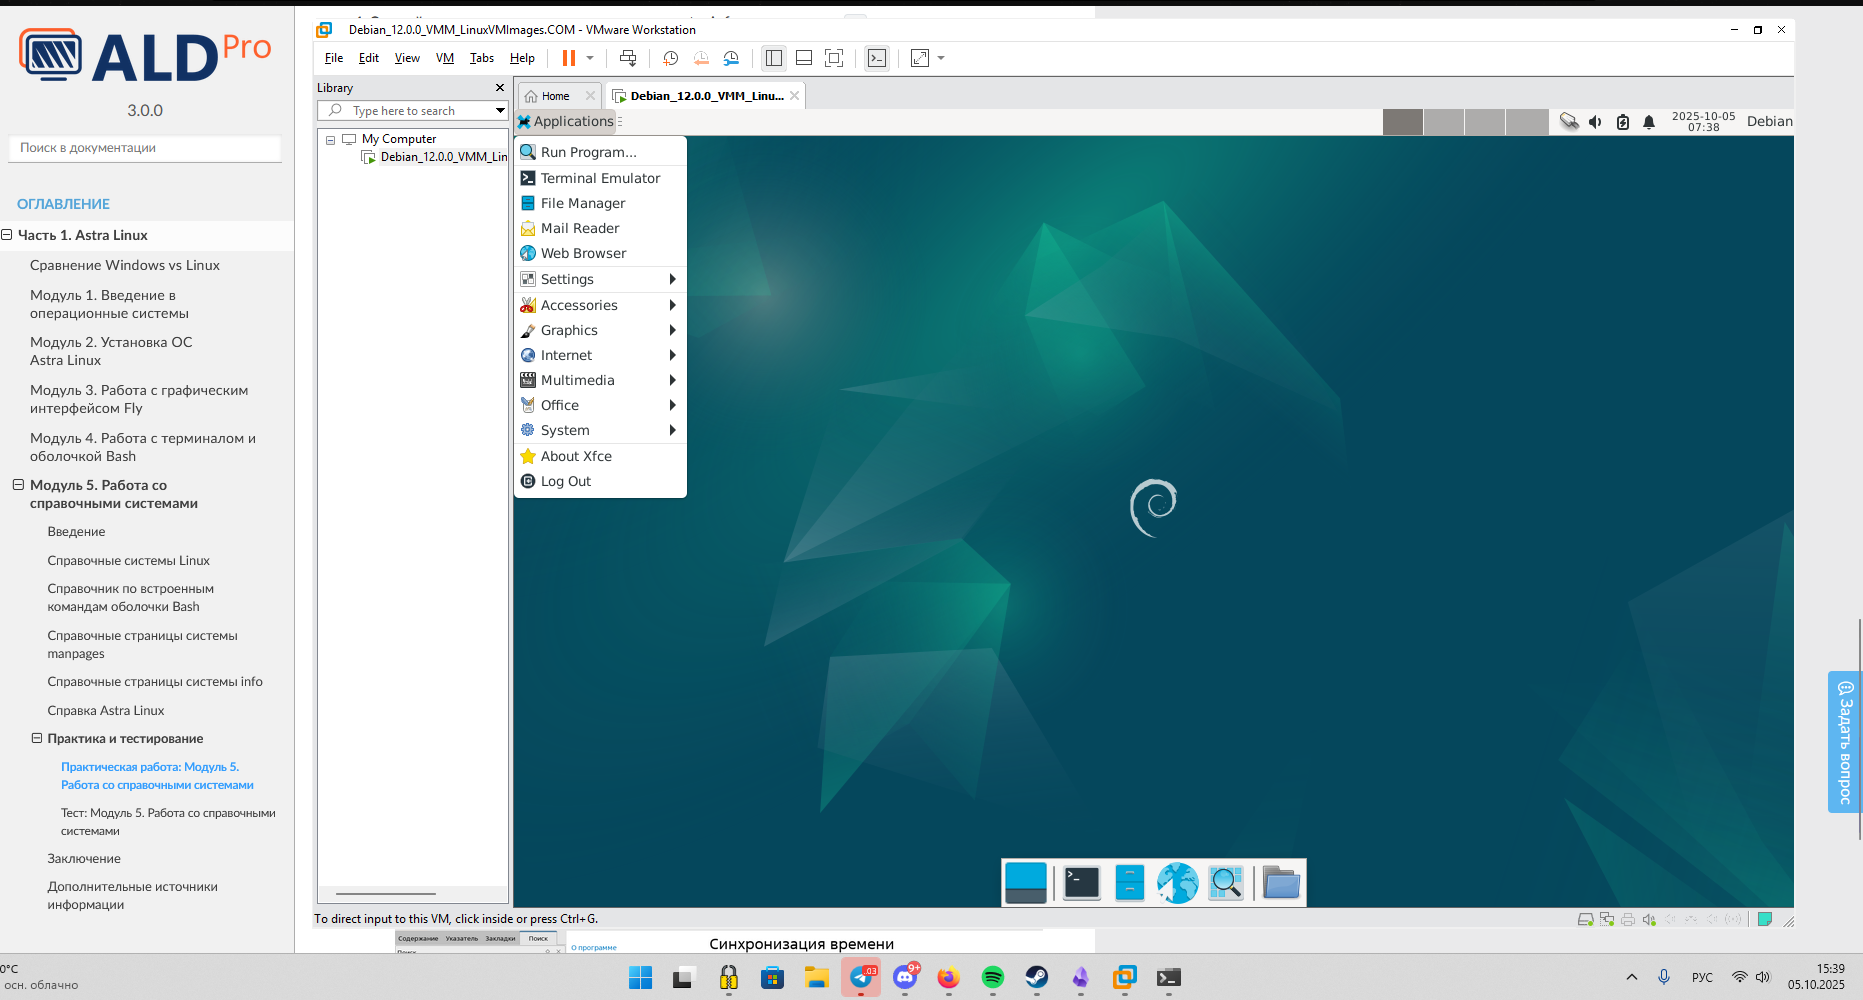 ALD Pro
3.0.0
Поиск в документации
ОГЛАВЛЕНИЕ
Часть 1. Astra Linux
Сравнение Windows vs Linux
Модуль 1. Введение в
операционные системы
Модуль 2. Установка ОС
Astra Linux
Модуль 3. Работа с графическим
интерфейсом Fly
Модуль 4. Работа с терминалом и
оболочкой Bash
Модуль 5. Работа со
справочными системами
Введение
Справочные системы Linux
Справочник по встроенным
командам оболочки Bash
Справочные страницы системы
manpages
Справочные страницы системы info
Справка Astra Linux
Практика и тестирование
Практическая работа: Модуль 5.
Работа со справочными системами
Тест: Модуль 5. Работа со справочными
системами
Заключение
Дополнительные источники
информации
Debian_12.0.0_VMM_LinuxVMImages.COM - VMware Workstation
File Edit View VM Tabs Help
Library
Type here to search
My Computer
Debian_12.0.0_VMM_Lin
Home
Debian_12.0.0_VMM_Linu...
Applications
2025-10-05
07:38
Debian
Run Program...
Terminal Emulator
File Manager
Mail Reader
Web Browser
Settings
Accessories
Graphics
Internet
Multimedia
Office
System
About Xfce
Log Out
To direct input to this VM, click inside or press Ctrl+G.
Задать вопрос
Содержание Указатель Закладки Поиск
О программе
Синхронизация времени
0°C
осн. облачно
.03
9+
РУС
15:39
05.10.2025